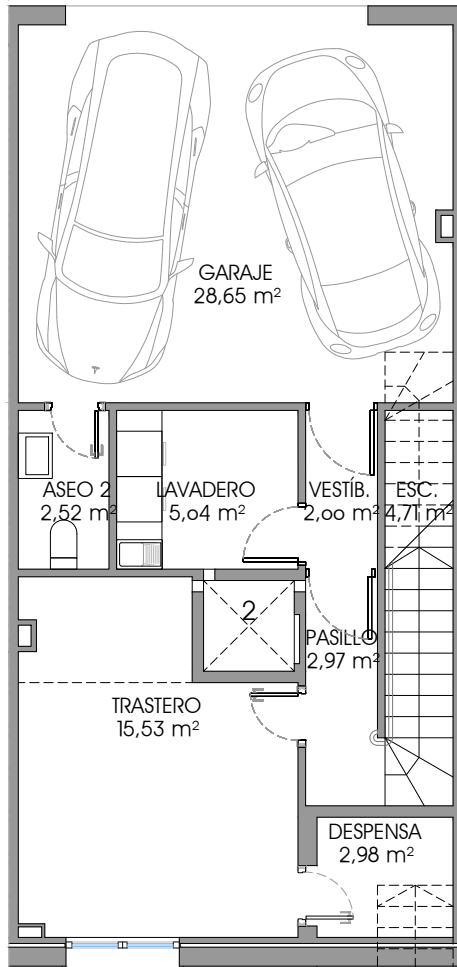 GARAJE
28,65 m²
ASEO 2
2,52 m²
LAVADERO
5,04 m²
VESTÍB.
2,00 m²
ESC.
4,71 m²
2
PASILLO
2,97 m²
TRASTERO
15,53 m²
DESPENSA
2,98 m²